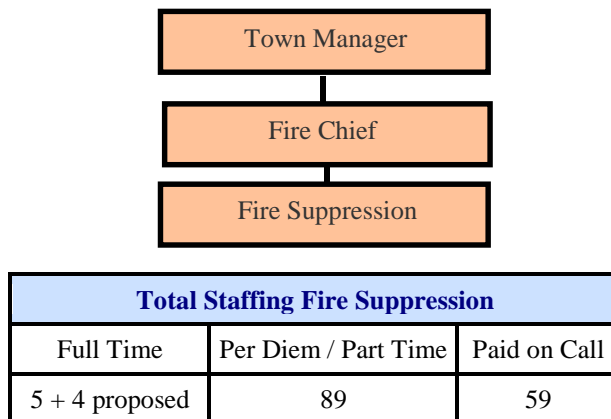 Town Manager
Fire Chief
Fire Suppression
Total Staffing Fire Suppression
Full Time Per Diem / Part Time Paid on Call
5 + 4 proposed 89 59